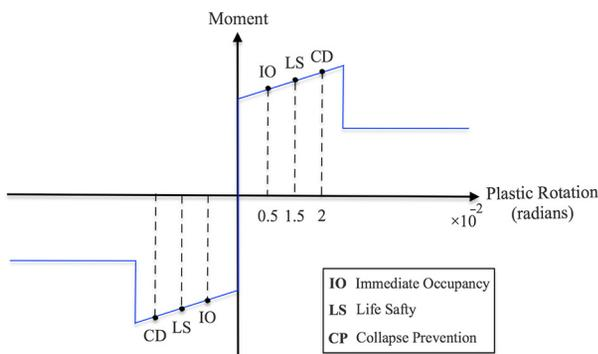 Moment
IO LS CD
Plastic Rotation
(radians)
0.5 1.5 2
×10⁻²
CD LS IO
IO Immediate Occupancy
LS Life Safty
CP Collapse Prevention